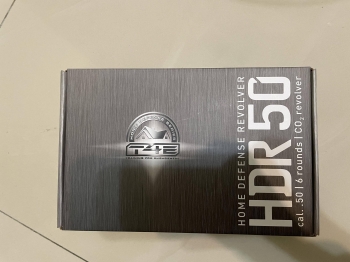 T4E
HOME DEFENSE REVOLVER
HDR 50
cal. .50 | 6 rounds | CO₂ revolver